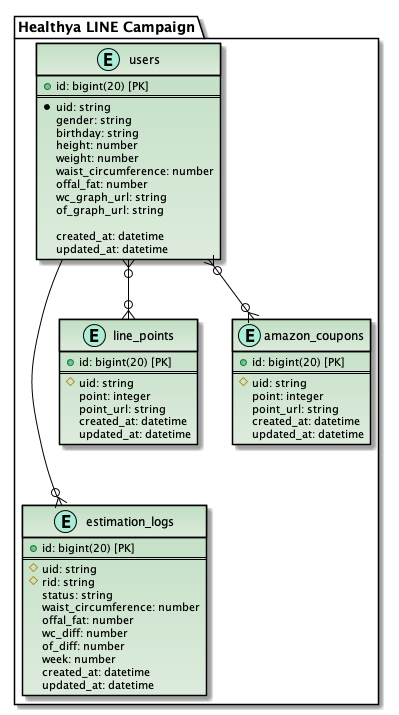 Healthya LINE Campaign
E users
id: bigint(20) [PK]
uid: string
gender: string
birthday: string
height: number
weight: number
waist_circumference: number
offal_fat: number
wc_graph_url: string
of_graph_url: string
created_at: datetime
updated_at: datetime
E line_points
id: bigint(20) [PK]
uid: string
point: integer
point_url: string
created_at: datetime
updated_at: datetime
E amazon_coupons
id: bigint(20) [PK]
uid: string
point: integer
point_url: string
created_at: datetime
updated_at: datetime
E estimation_logs
id: bigint(20) [PK]
uid: string
rid: string
status: string
waist_circumference: number
offal_fat: number
wc_diff: number
of_diff: number
week: number
created_at: datetime
updated_at: datetime